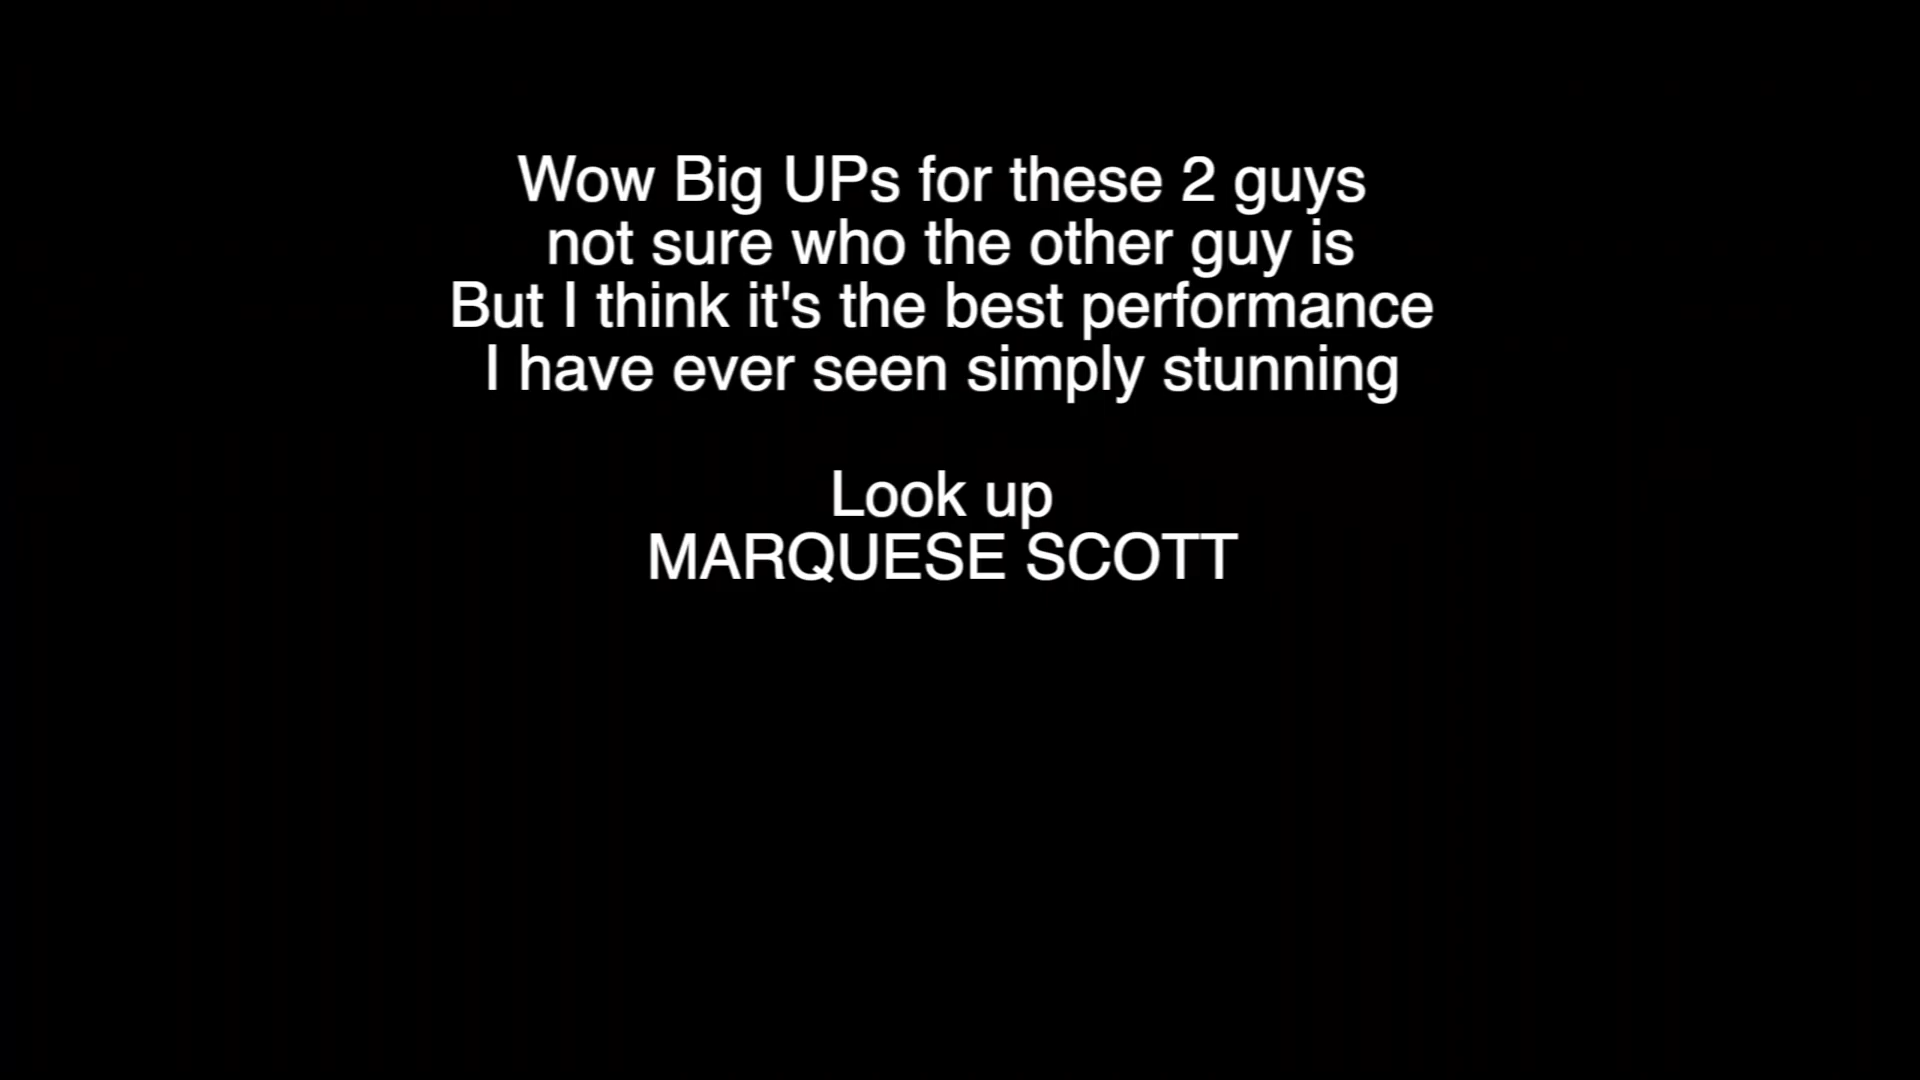 Wow Big UPs for these 2 guys
not sure who the other guy is
But I think it's the best performance
I have ever seen simply stunning
Look up
MARQUESE SCOTT